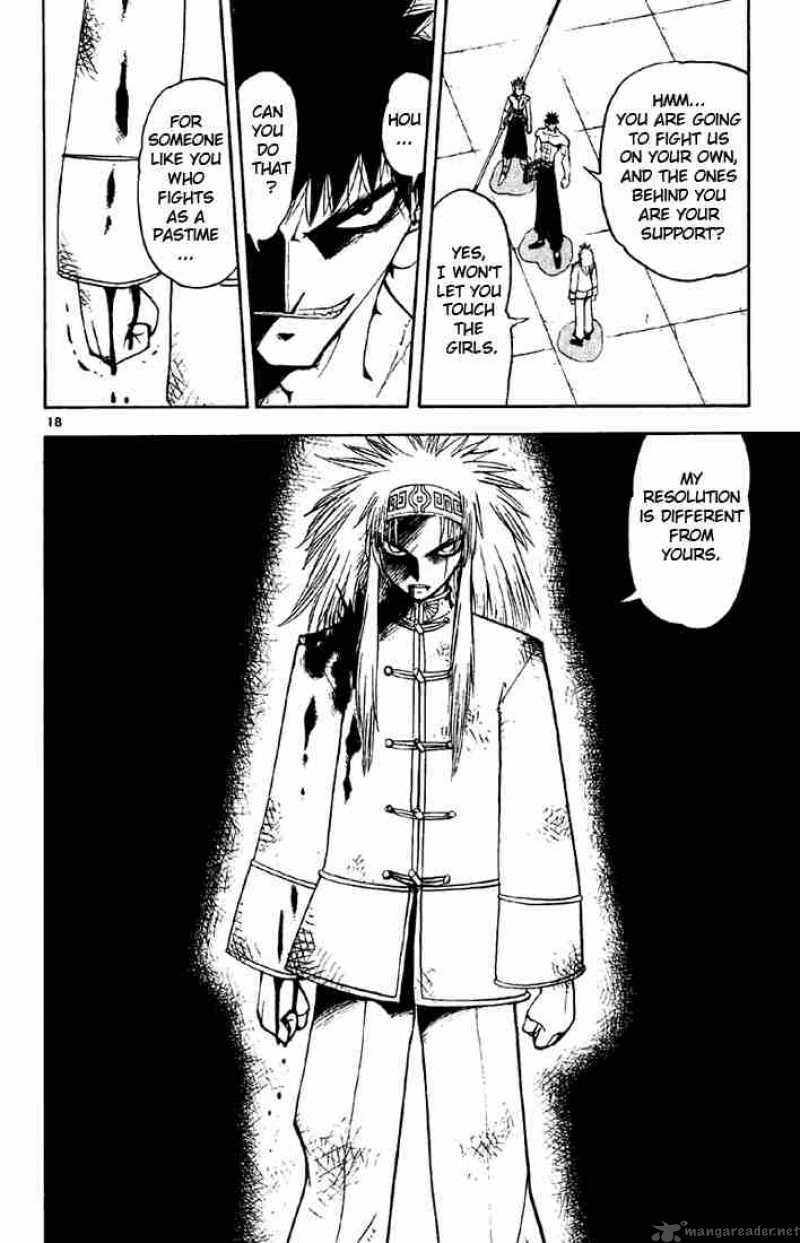 HMM...
YOU ARE GOING
TO FIGHT US
ON YOUR OWN,
AND THE ONES
BEHIND YOU
ARE YOUR
SUPPORT?
YES,
I WON'T
LET YOU
TOUCH
THE
GIRLS.
HOU
...
CAN
YOU
DO
THAT
?
FOR
SOMEONE
LIKE YOU
WHO
FIGHTS
AS A
PASTIME
...
18
MY
RESOLUTION
IS DIFFERENT
FROM
YOURS.
mangareader.net